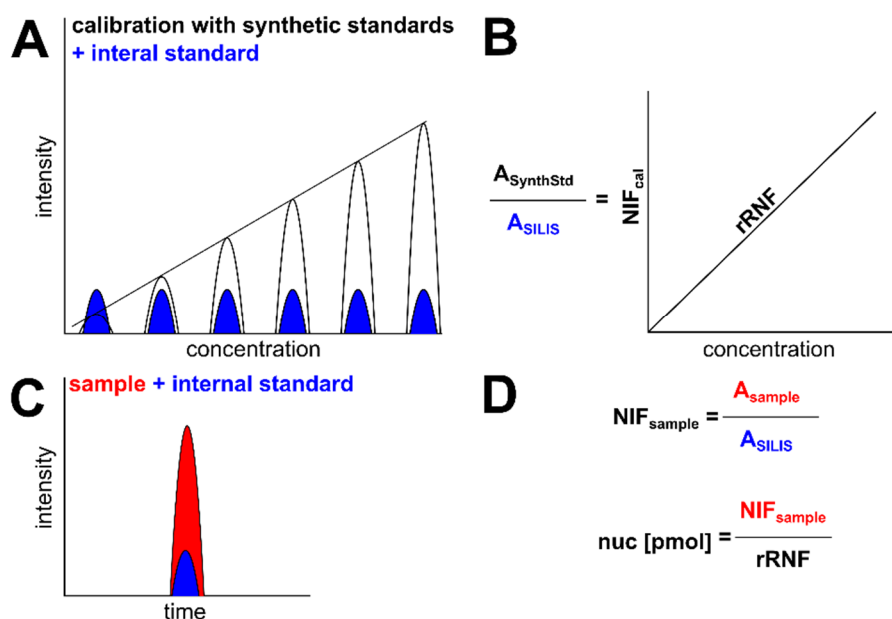 A
calibration with synthetic standards
+ interal standard
intensity
concentration
B
A_SynthStd
A_SILIS
=
NIF_cal
rRNF
concentration
C
sample + internal standard
intensity
time
D
NIF_sample = A_sample
A_SILIS
nuc [pmol] = NIF_sample
rRNF